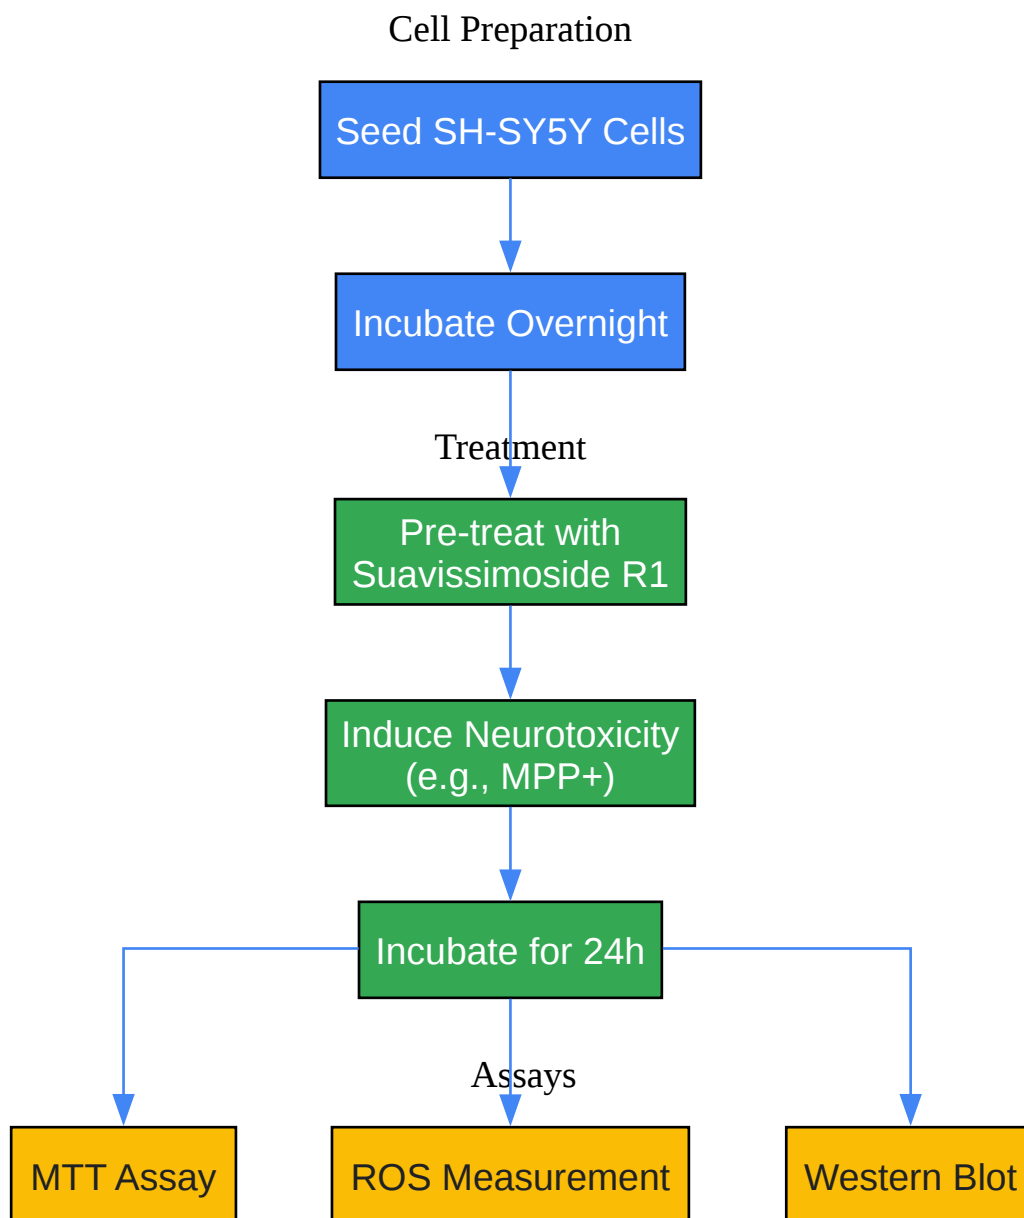 Cell Preparation
Seed SH-SY5Y Cells
Incubate Overnight
Treatment
Pre-treat with
Suavissimoside R1
Induce Neurotoxicity
(e.g., MPP+)
Incubate for 24h
Assays
MTT Assay
ROS Measurement
Western Blot